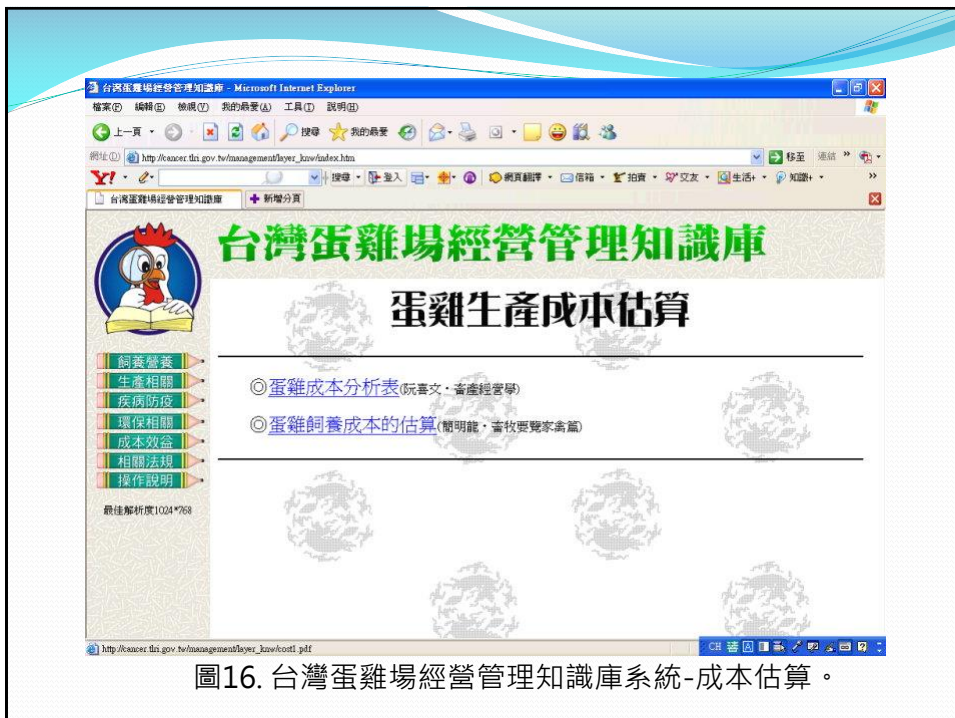 台灣蛋雞場經營管理知識庫 - Microsoft Internet Explorer
檔案(F) 編輯(E) 檢視(V) 我的最愛(A) 工具(T) 說明(H)
上一頁 搜尋 我的最愛
網址(D) http://cancer.tlri.gov.tw/management/layer_knw/index.htm 移至 連結 »
Y! 搜尋 登入 網頁翻譯 信箱 拍賣 交友 生活+ 知識+ »
台灣蛋雞場經營管理知識庫 新增分頁
台灣蛋雞場經營管理知識庫
蛋雞生產成本估算
飼養營養
生產相關
疾病防疫
環保相關
成本效益
相關法規
操作說明
最佳解析度1024*768
◎蛋雞成本分析表(阮喜文・畜產經營學)
◎蛋雞飼養成本的估算(簡明龍・畜牧要覽家禽篇)
http://cancer.tlri.gov.tw/management/layer_knw/cost1.pdf
CH
圖16. 台灣蛋雞場經營管理知識庫系統-成本估算。